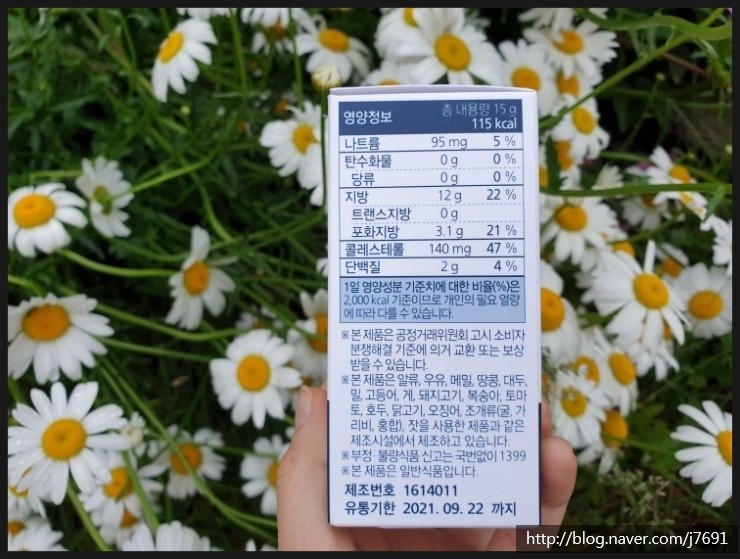 영양정보
총 내용량 15 g
115 kcal
나트륨 95 mg 5 %
탄수화물 0 g 0 %
당류 0 g 0 %
지방 12 g 22 %
트랜스지방 0 g
포화지방 3.1 g 21 %
콜레스테롤 140 mg 47 %
단백질 2 g 4 %
1일 영양성분 기준치에 대한 비율(%)은
2,000 kcal 기준이므로 개인의 필요 열량
에 따라 다를 수 있습니다.
※ 본 제품은 공정거래위원회 고시 소비자
분쟁해결 기준에 의거 교환 또는 보상
받을 수 있습니다.
※ 본 제품은 알류, 우유, 메밀, 땅콩, 대두,
밀, 고등어, 게, 돼지고기, 복숭아, 토마
토, 호두, 닭고기, 오징어, 조개류(굴, 가
리비, 홍합), 잣을 사용한 제품과 같은
제조시설에서 제조하고 있습니다.
※ 부정·불량식품 신고는 국번없이 1399
※ 본 제품은 일반식품입니다.
제조번호 1614011
유통기한 2021. 09. 22 까지
http://blog.naver.com/j7691